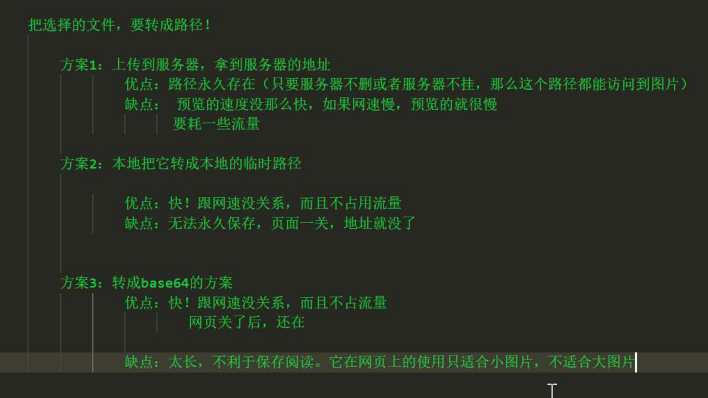 把选择的文件，要转成路径！
方案1：上传到服务器，拿到服务器的地址
优点：路径永久存在（只要服务器不删或者服务器不挂，那么这个路径都能访问到图片）
缺点： 预览的速度没那么快，如果网速慢，预览的就很慢
要耗一些流量
方案2：本地把它转成本地的临时路径
优点：快！跟网速没关系，而且不占用流量
缺点：无法永久保存，页面一关，地址就没了
方案3：转成base64的方案
优点：快！跟网速没关系，而且不占流量
网页关了后，还在
缺点：太长，不利于保存阅读。它在网页上的使用只适合小图片，不适合大图片